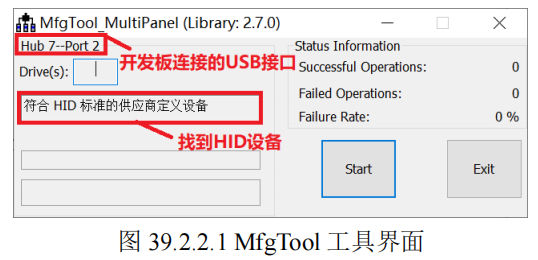 MfgTool_MultiPanel (Library: 2.7.0)
Hub 7--Port 2
开发板连接的USB接口
Drive(s):
符合 HID 标准的供应商定义设备
找到HID设备
Status Information
Successful Operations: 0
Failed Operations: 0
Failure Rate: 0 %
Start
Exit
图 39.2.2.1 MfgTool 工具界面